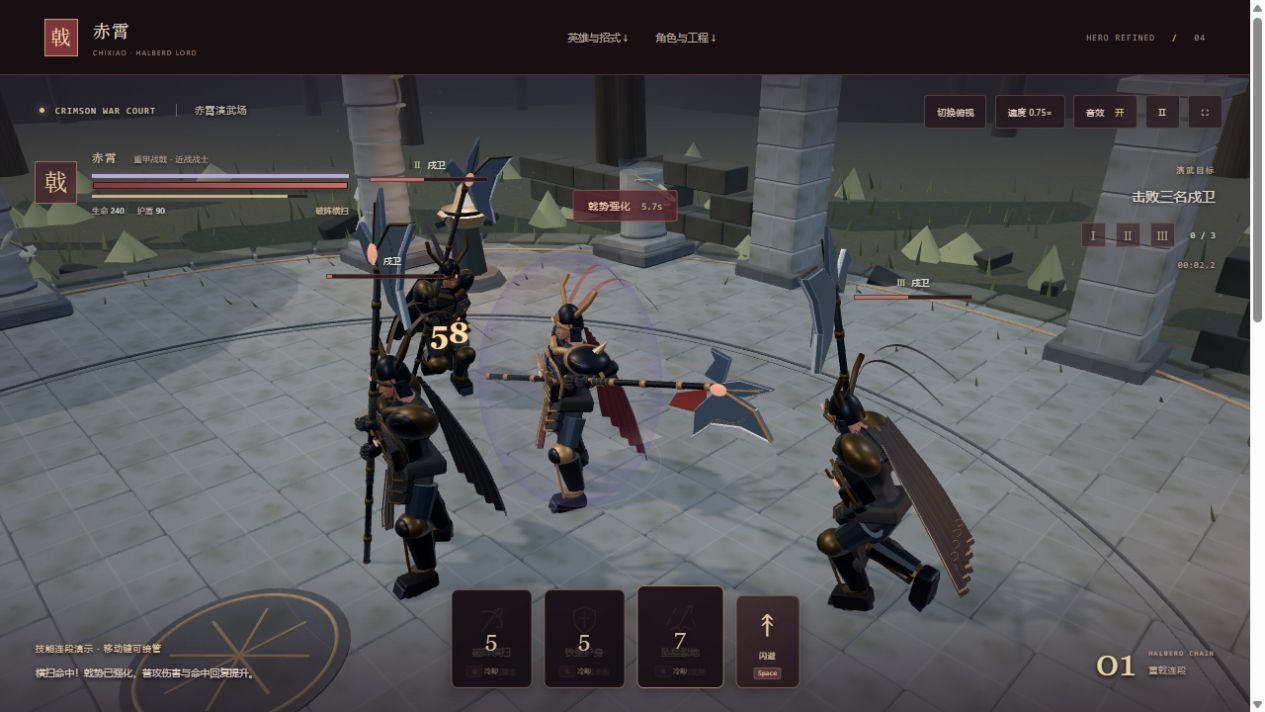 戟
赤霄
CHIXIAO · HALBERD LORD
英雄与招式↓
角色与工程↓
HERO REFINED / 04
CRIMSON WAR COURT
赤霄演武场
切换俯视
速度 0.75×
音效 开
II
戟
赤霄 重甲战戟 · 近战战士
生命 240 护盾 90
破阵横扫
II 戍卫
戟势强化 5.7s
演武目标
击败三名戍卫
I II III 0 / 3
00:02.2
戍卫
III 戍卫
58
5
冷却
5
冷却
7
冷却
闪避
Space
技能连段演示 · 移动键可接管
横扫命中！戟势已强化，普攻伤害与命中回复提升。
01
HALBERD CHAIN
重戟连段